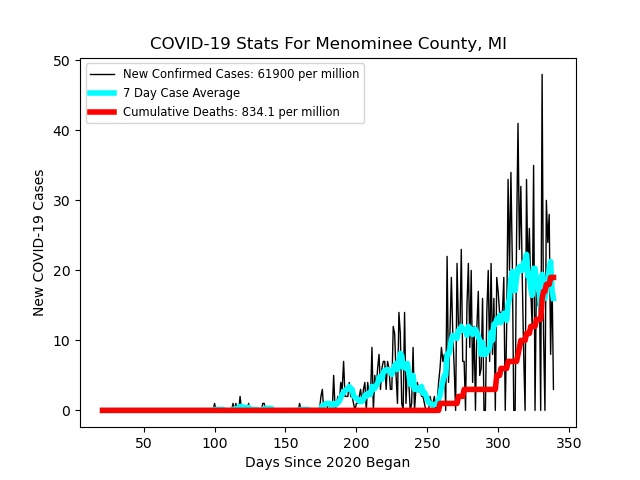 COVID-19 Stats For Menominee County, MI
New Confirmed Cases: 61900 per million
7 Day Case Average
Cumulative Deaths: 834.1 per million
50
40
30
20
10
0
New COVID-19 Cases
50 100 150 200 250 300 350
Days Since 2020 Began